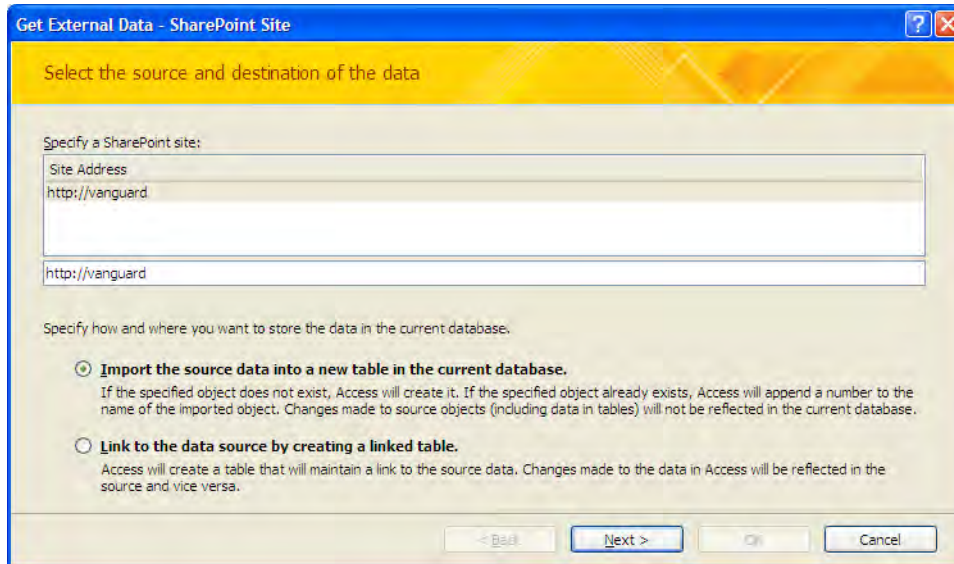 Get External Data - SharePoint Site
?
Select the source and destination of the data
Specify a SharePoint site:
Site Address
http://vanguard
http://vanguard
Specify how and where you want to store the data in the current database.
Import the source data into a new table in the current database.
If the specified object does not exist, Access will create it. If the specified object already exists, Access will append a number to the
name of the imported object. Changes made to source objects (including data in tables) will not be reflected in the current database.
Link to the data source by creating a linked table.
Access will create a table that will maintain a link to the source data. Changes made to the data in Access will be reflected in the
source and vice versa.
< Back Next > OK Cancel